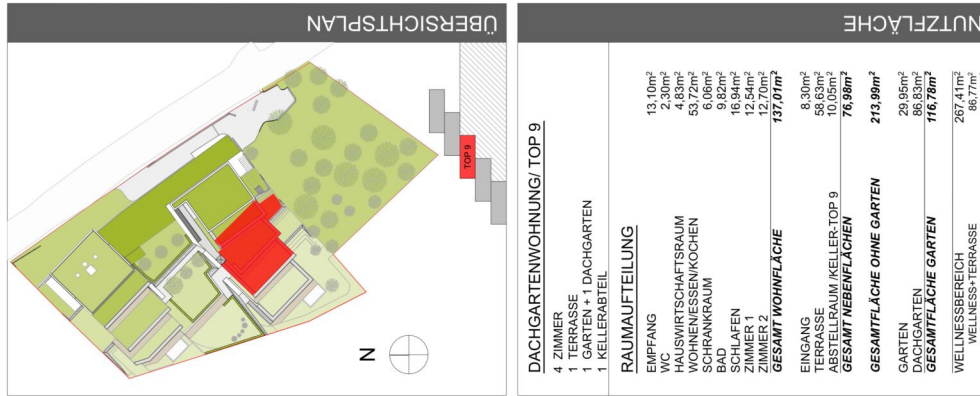 ÜBERSICHTSPLAN
TOP 9
N
NUTZFLÄCHE
DACHGARTENWOHNUNG/ TOP 9
4 ZIMMER
1 TERRASSE
1 GARTEN + 1 DACHGARTEN
1 KELLERABTEIL
RAUMAUFTEILUNG
EMPFANG 13,10m²
WC 2,30m²
HAUSWIRTSCHAFTSRAUM 4,83m²
WOHNEN/ESSEN/KOCHEN 53,72m²
SCHRANKRAUM 6,06m²
BAD 9,82m²
SCHLAFEN 16,94m²
ZIMMER 1 12,54m²
ZIMMER 2 12,70m²
GESAMT WOHNFLÄCHE 137,01m²
EINGANG 8,30m²
TERRASSE 58,63m²
ABSTELLRAUM /KELLER-TOP 9 10,05m²
GESAMT NEBENFLÄCHEN 76,98m²
GESAMTFLÄCHE OHNE GARTEN 213,99m²
GARTEN 29,95m²
DACHGARTEN 86,83m²
GESAMTFLÄCHE GARTEN 116,78m²
WELLNESSBEREICH 267,41m²
WELLNESS+TERRASSE 86,77m²